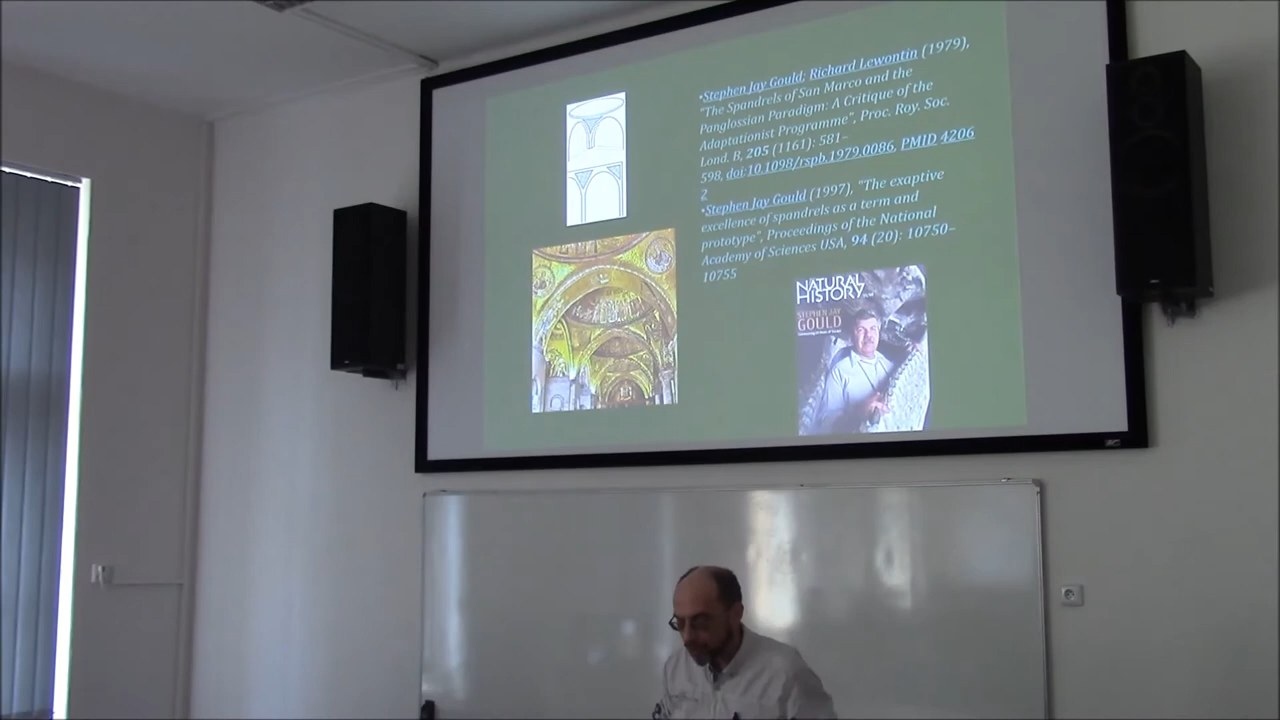 •Stephen Jay Gould; Richard Lewontin (1979),
"The Spandrels of San Marco and the
Panglossian Paradigm: A Critique of the
Adaptationist Programme", Proc. Roy. Soc.
Lond. B, 205 (1161): 581–
598, doi:10.1098/rspb.1979.0086, PMID 4206
2
•Stephen Jay Gould (1997), "The exaptive
excellence of spandrels as a term and
prototype", Proceedings of the National
Academy of Sciences USA, 94 (20): 10750–
10755
NATURAL
HISTORY
STEPHEN JAY
GOULD